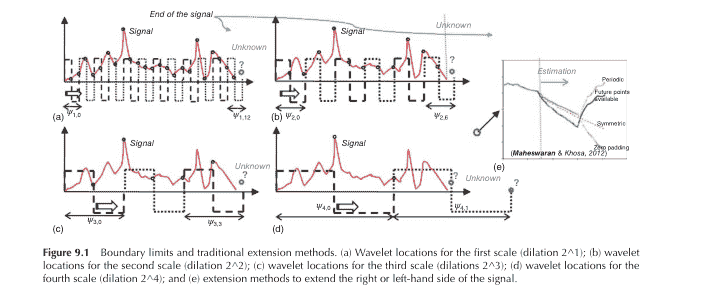 End of the signal
Signal
Unknown
?
(a)
Ψ1,0
Ψ1,12
Signal
Unknown
?
(b)
Ψ2,0
Ψ2,6
Signal
Unknown
?
(c)
Ψ3,0
Ψ3,3
Signal
Unknown
?
?
(d)
Ψ4,0
Ψ4,1
Estimation
Periodic
Future points
available
Symmetric
Zero padding
(Maheswaran & Khosa, 2012)
(e)
Figure 9.1 Boundary limits and traditional extension methods. (a) Wavelet locations for the first scale (dilation 2^1); (b) wavelet
locations for the second scale (dilation 2^2); (c) wavelet locations for the third scale (dilations 2^3); (d) wavelet locations for the
fourth scale (dilation 2^4); and (e) extension methods to extend the right or left-hand side of the signal.